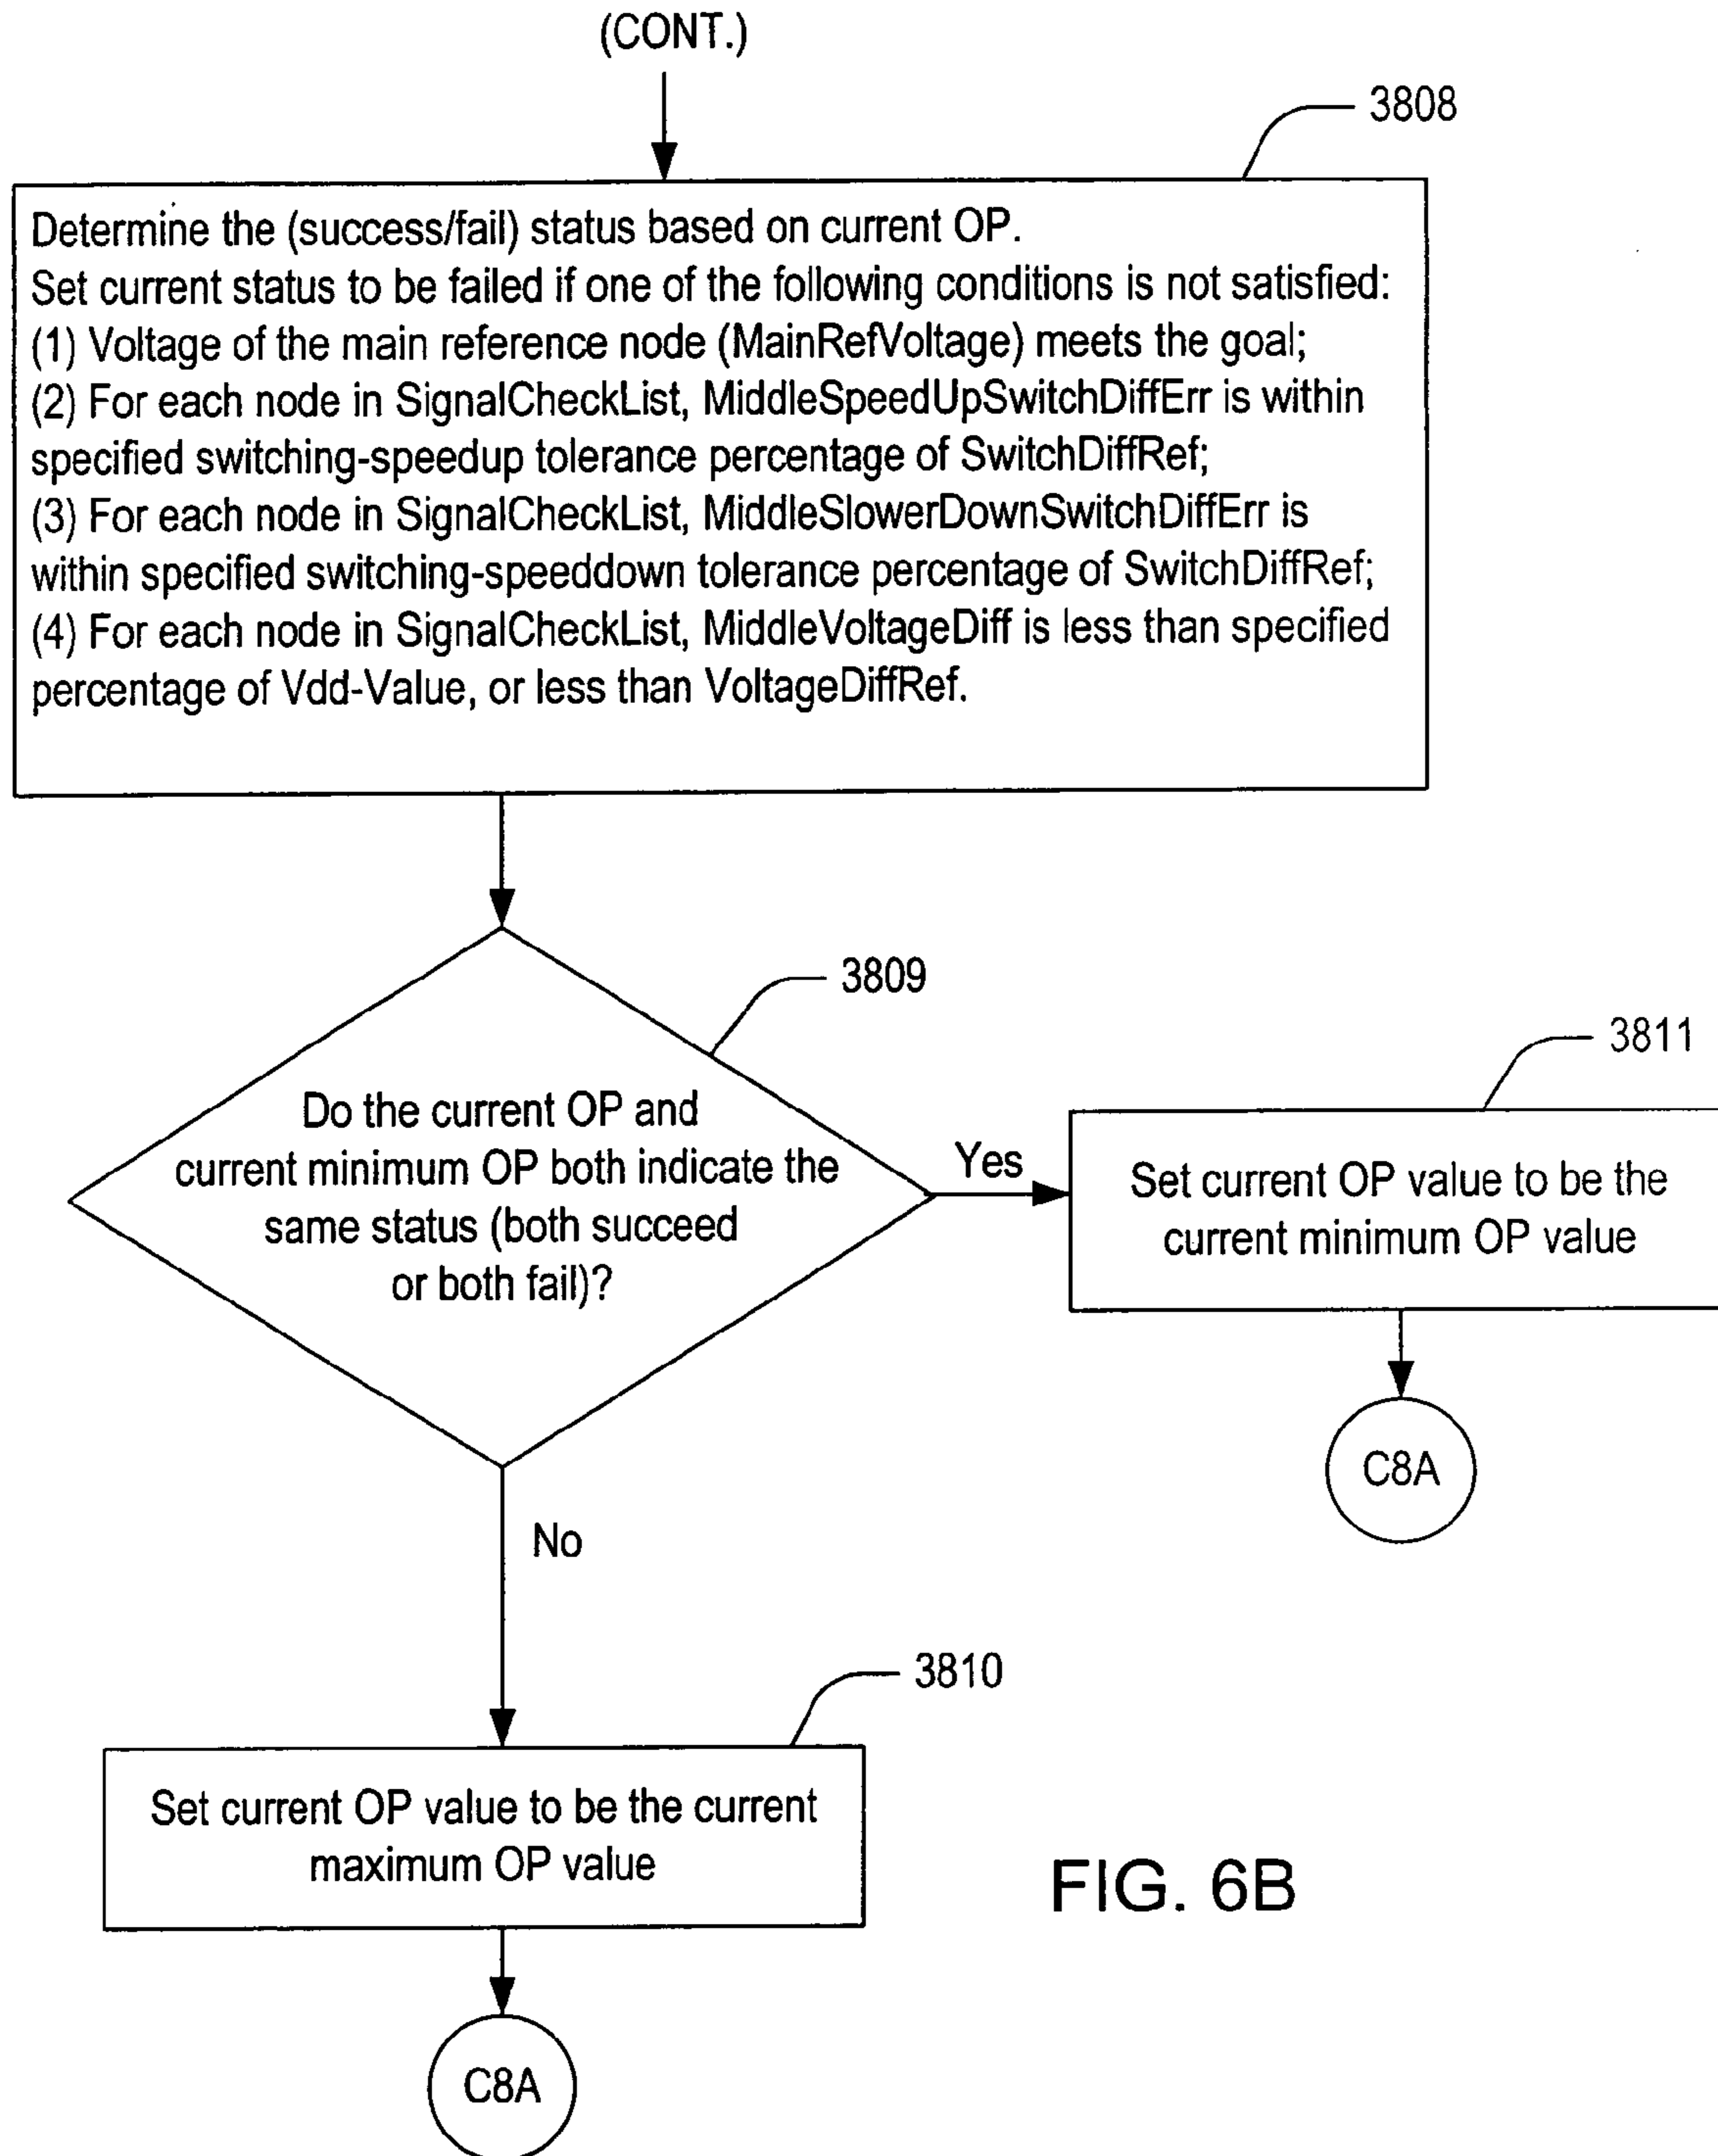 (CONT.)
3808
Determine the (success/fail) status based on current OP.
Set current status to be failed if one of the following conditions is not satisfied:
(1) Voltage of the main reference node (MainRefVoltage) meets the goal;
(2) For each node in SignalCheckList, MiddleSpeedUpSwitchDiffErr is within
specified switching-speedup tolerance percentage of SwitchDiffRef;
(3) For each node in SignalCheckList, MiddleSlowerDownSwitchDiffErr is
within specified switching-speeddown tolerance percentage of SwitchDiffRef;
(4) For each node in SignalCheckList, MiddleVoltageDiff is less than specified
percentage of Vdd-Value, or less than VoltageDiffRef.
3809
Do the current OP and
current minimum OP both indicate the
same status (both succeed
or both fail)?
Yes
3811
Set current OP value to be the
current minimum OP value
C8A
No
3810
Set current OP value to be the current
maximum OP value
C8A
FIG. 6B